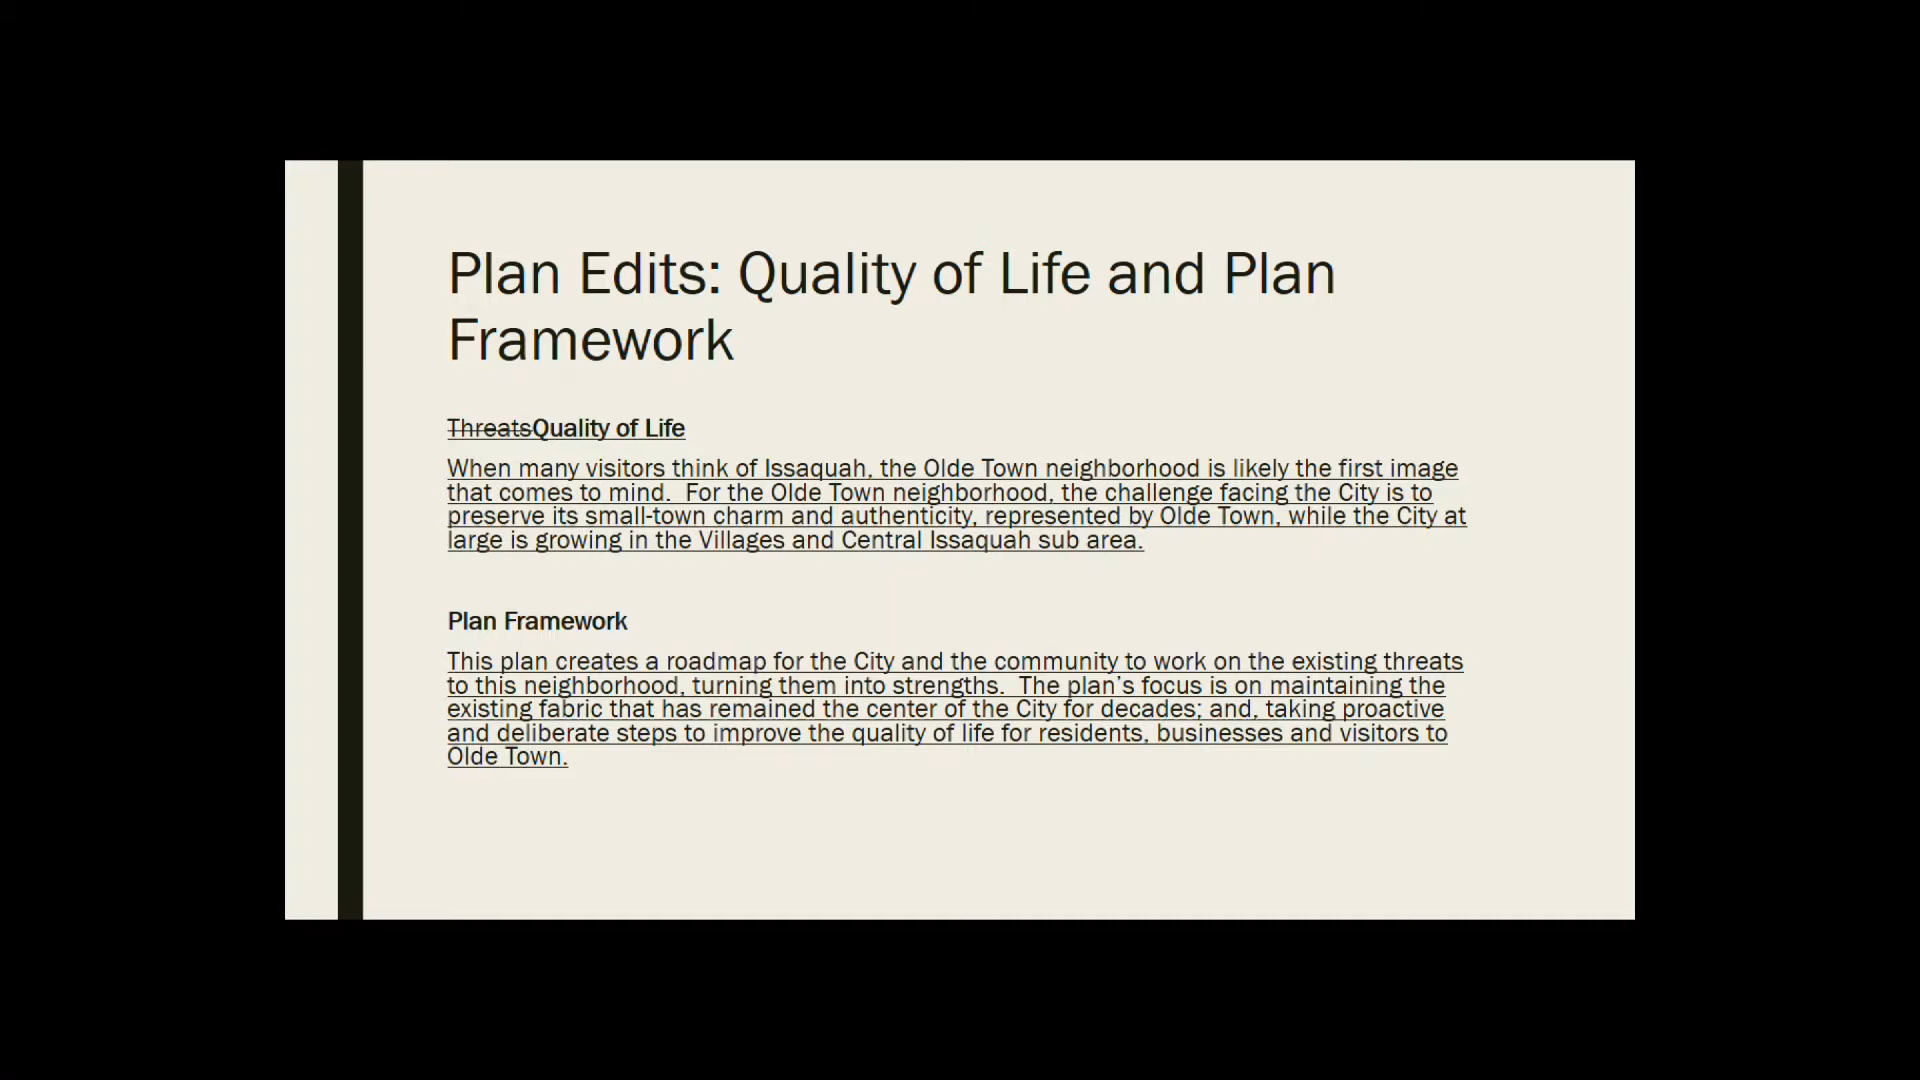 Plan Edits: Quality of Life and Plan
Framework
ThreatsQuality of Life
When many visitors think of Issaquah, the Olde Town neighborhood is likely the first image
that comes to mind.  For the Olde Town neighborhood, the challenge facing the City is to
preserve its small-town charm and authenticity, represented by Olde Town, while the City at
large is growing in the Villages and Central Issaquah sub area.
Plan Framework
This plan creates a roadmap for the City and the community to work on the existing threats
to this neighborhood, turning them into strengths.  The plan’s focus is on maintaining the
existing fabric that has remained the center of the City for decades; and, taking proactive
and deliberate steps to improve the quality of life for residents, businesses and visitors to
Olde Town.